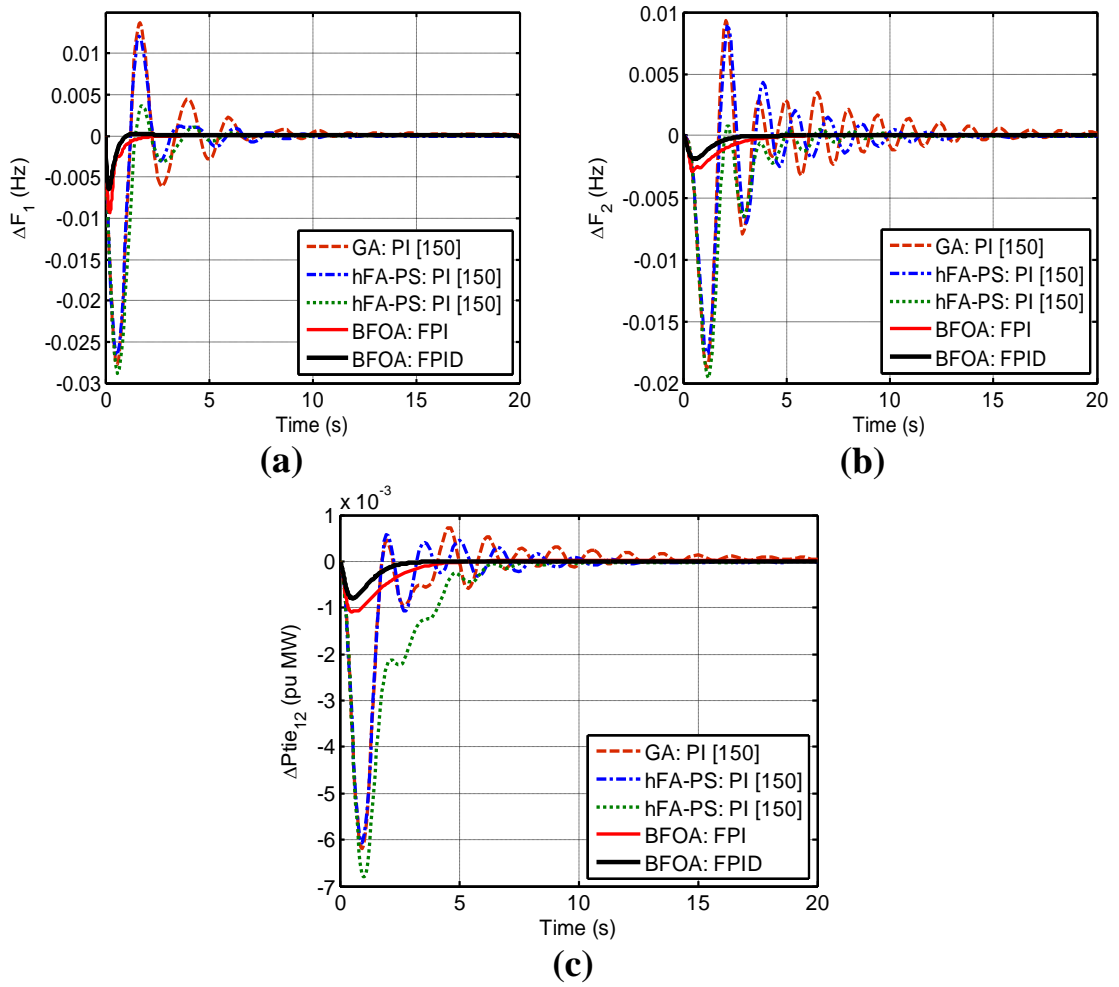 0.01
0.005
0
-0.005
-0.01
-0.015
-0.02
-0.025
-0.03
ΔF1 (Hz)
0 5 10 15 20
Time (s)
GA: PI [150]
hFA-PS: PI [150]
hFA-PS: PI [150]
BFOA: FPI
BFOA: FPID
(a)
0.01
0.005
0
-0.005
-0.01
-0.015
-0.02
ΔF2 (Hz)
0 5 10 15 20
Time (s)
GA: PI [150]
hFA-PS: PI [150]
hFA-PS: PI [150]
BFOA: FPI
BFOA: FPID
(b)
x 10-3
1
0
-1
-2
-3
-4
-5
-6
-7
ΔPtie12 (pu MW)
0 5 10 15 20
Time (s)
GA: PI [150]
hFA-PS: PI [150]
hFA-PS: PI [150]
BFOA: FPI
BFOA: FPID
(c)